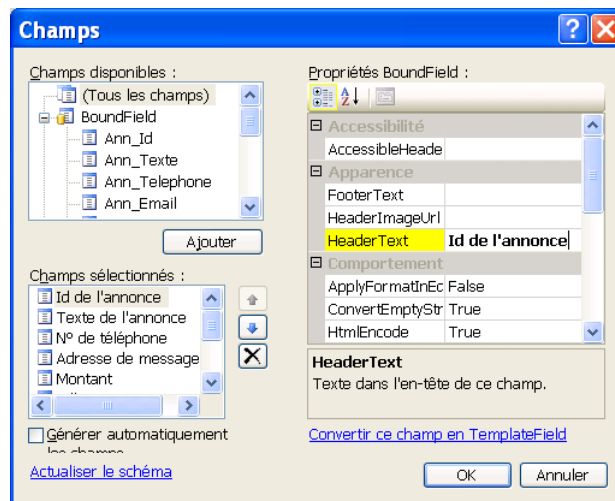 Champs
Champs disponibles :
(Tous les champs)
BoundField
Ann_Id
Ann_Texte
Ann_Telephone
Ann_Email
Ajouter
Champs sélectionnés :
Id de l'annonce
Texte de l'annonce
N° de téléphone
Adresse de message
Montant
Générer automatiquement
les champs
Actualiser le schéma
Propriétés BoundField :
Accessibilité
AccessibleHeade
Apparence
FooterText
HeaderImageUrl
HeaderText Id de l'annonce
Comportement
ApplyFormatInEc False
ConvertEmptyStr True
HtmlEncode True
HeaderText
Texte dans l'en-tête de ce champ.
Convertir ce champ en TemplateField
OK Annuler